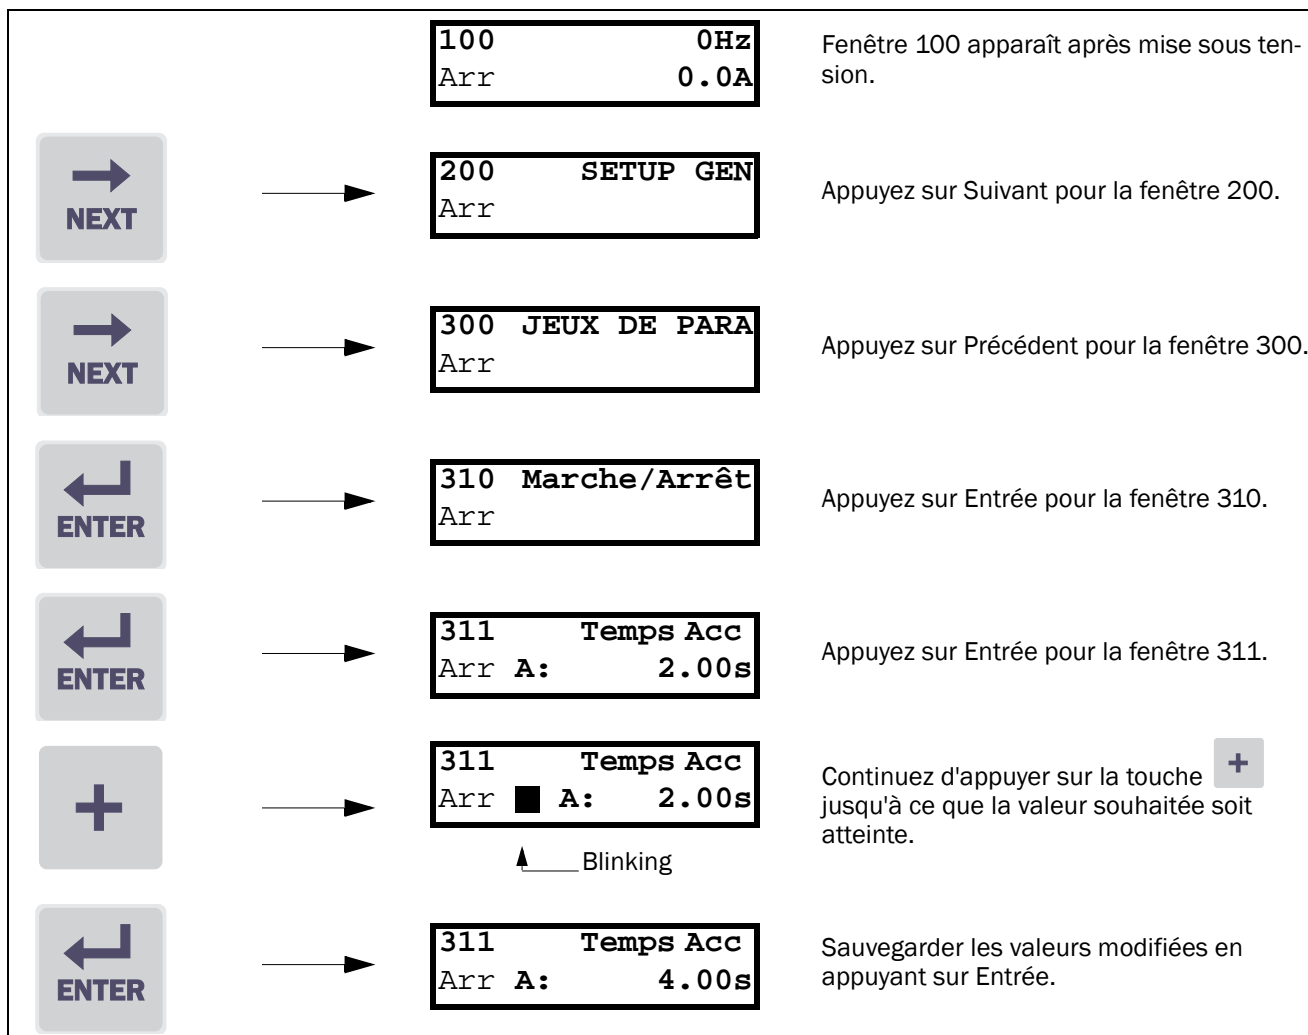 100 0Hz
Arr 0.0A
Fenêtre 100 apparaît après mise sous ten-
sion.
NEXT
200 SETUP GEN
Arr
Appuyez sur Suivant pour la fenêtre 200.
NEXT
300 JEUX DE PARA
Arr
Appuyez sur Précédent pour la fenêtre 300.
ENTER
310 Marche/Arrêt
Arr
Appuyez sur Entrée pour la fenêtre 310.
ENTER
311 Temps Acc
Arr A: 2.00s
Appuyez sur Entrée pour la fenêtre 311.
+
311 Temps Acc
Arr A: 2.00s
Blinking
Continuez d'appuyer sur la touche +
jusqu'à ce que la valeur souhaitée soit
atteinte.
ENTER
311 Temps Acc
Arr A: 4.00s
Sauvegarder les valeurs modifiées en
appuyant sur Entrée.